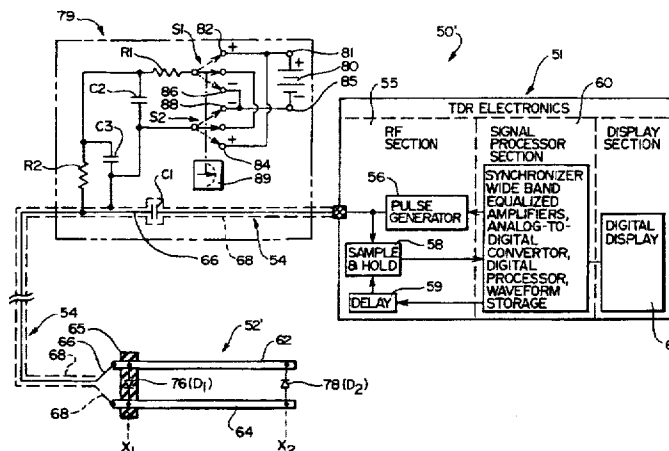 79
52
S1
82
R1
+
81
80
+
−
85
C2
86
−
88
−
S2
C3
+
84
R2
89
C1
66
68
54
50'
51
55
60
TDR ELECTRONICS
RF SECTION
SIGNAL PROCESSOR SECTION
DISPLAY SECTION
56
PULSE GENERATOR
58
SAMPLE & HOLD
59
DELAY
SYNCHRONIZER
WIDE BAND
EQUALIZED
AMPLIFIERS,
ANALOG-TO-
DIGITAL
CONVERTOR,
DIGITAL
PROCESSOR,
WAVEFORM
STORAGE
DIGITAL DISPLAY
54
66
68
68
65
52'
62
76(D1)
78(D2)
64
X1
X2